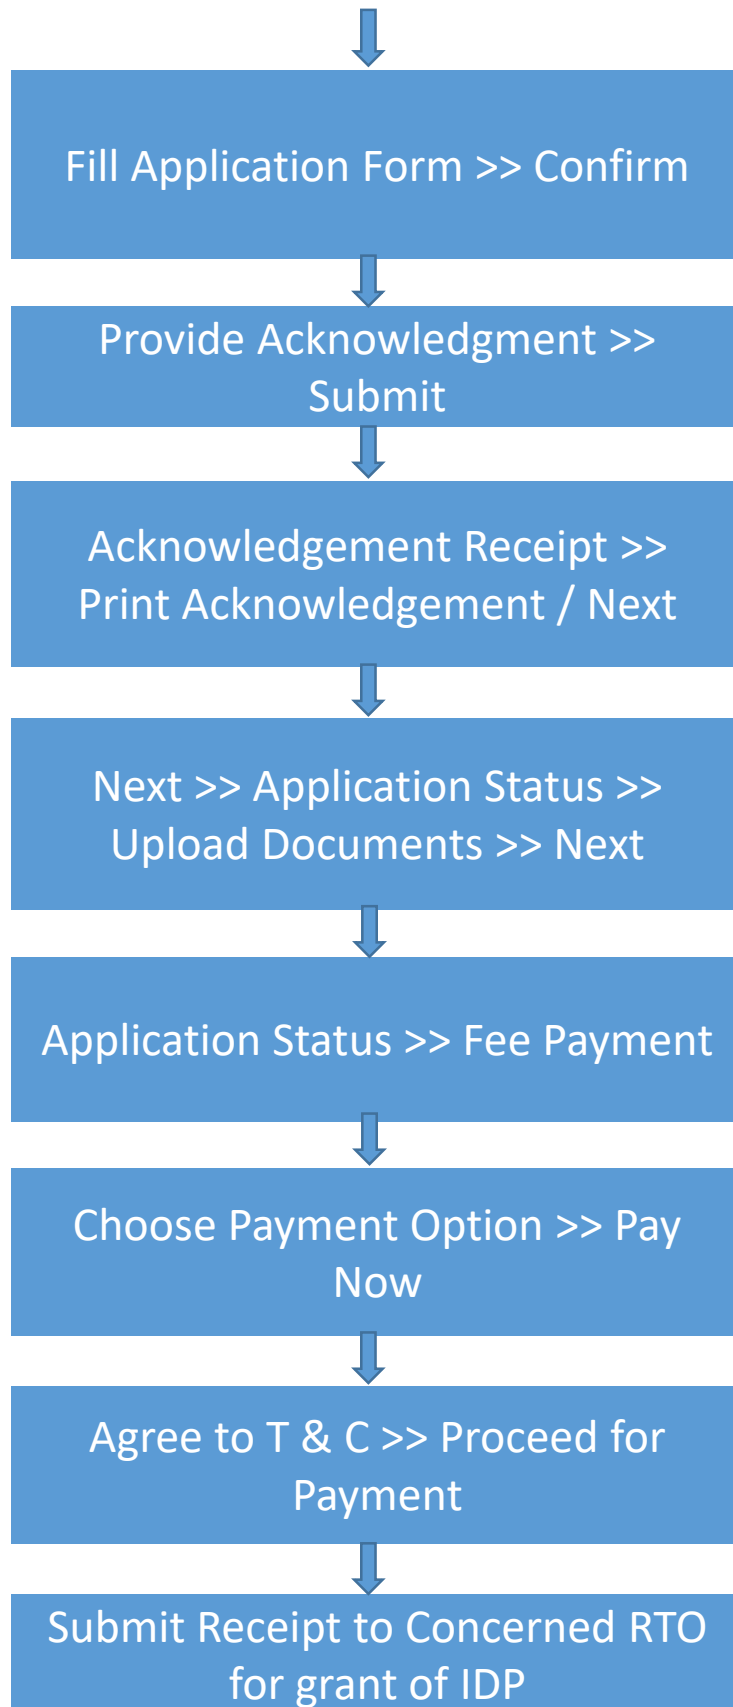 Fill Application Form >> Confirm
Provide Acknowledgment >>
Submit
Acknowledgement Receipt >>
Print Acknowledgement / Next
Next >> Application Status >>
Upload Documents >> Next
Application Status >> Fee Payment
Choose Payment Option >> Pay
Now
Agree to T & C >> Proceed for
Payment
Submit Receipt to Concerned RTO
for grant of IDP